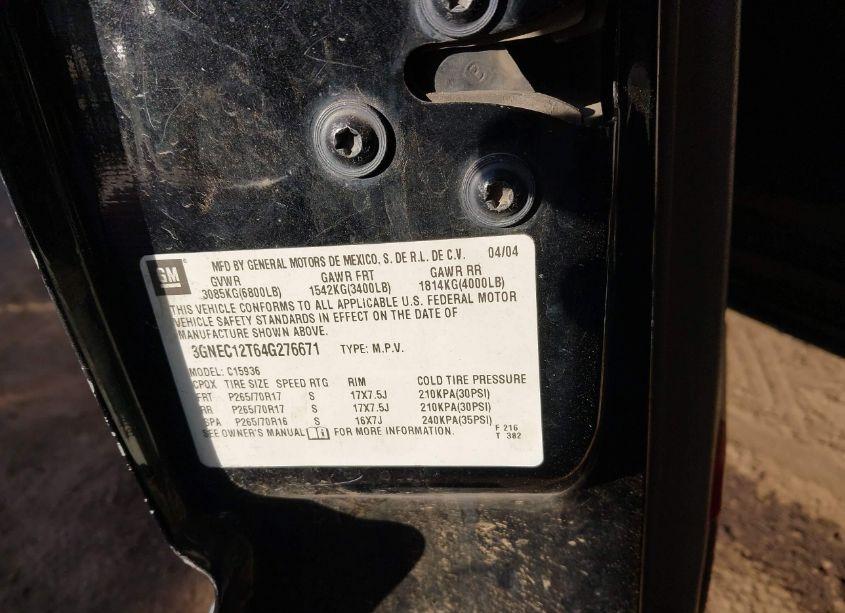 GM
MFD BY GENERAL MOTORS DE MEXICO, S. DE R.L. DE C.V. 04/04
GVWR GAWR FRT GAWR RR
3085KG(6800LB) 1542KG(3400LB) 1814KG(4000LB)
THIS VEHICLE CONFORMS TO ALL APPLICABLE U.S. FEDERAL MOTOR
VEHICLE SAFETY STANDARDS IN EFFECT ON THE DATE OF
MANUFACTURE SHOWN ABOVE.
3GNEC12T64G276671 TYPE: M.P.V.
MODEL: C15936
CPQX TIRE SIZE SPEED RTG RIM COLD TIRE PRESSURE
FRT P265/70R17 S 17X7.5J 210KPA(30PSI)
RR P265/70R17 S 17X7.5J 210KPA(30PSI)
SPA P265/70R16 S 16X7J 240KPA(35PSI)
SEE OWNER'S MANUAL FOR MORE INFORMATION.
F 216
T 382